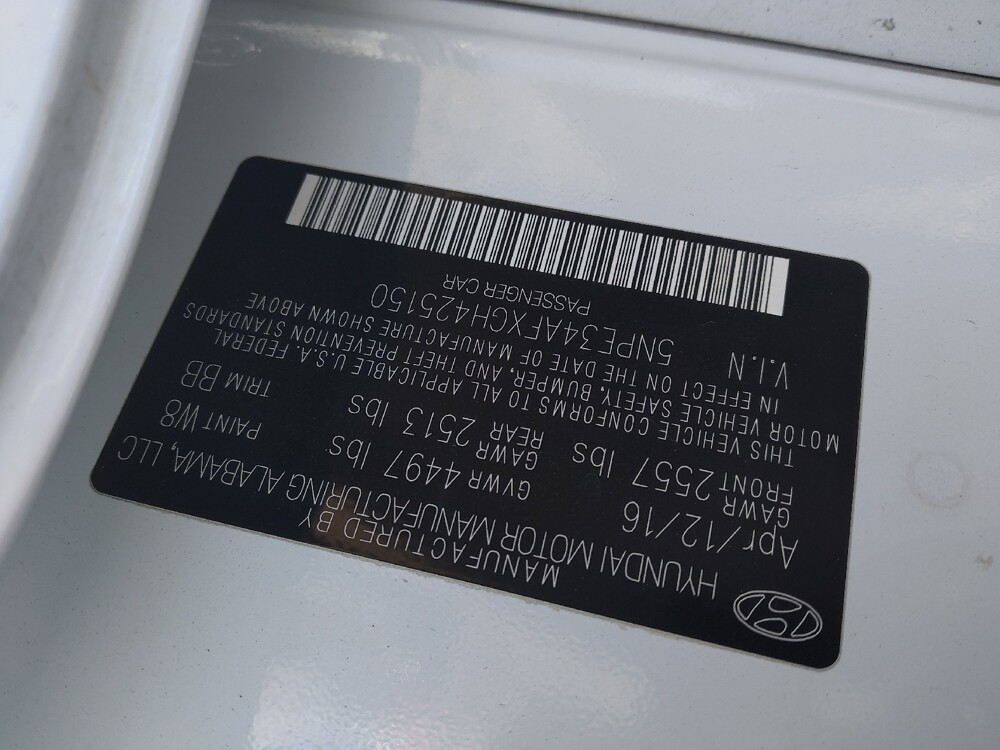 MANUFACTURED BY
HYUNDAI MOTOR MANUFACTURING ALABAMA, LLC
Apr/12/16 GVWR 4497 lbs PAINT W8
GAWR FRONT 2557 lbs GAWR REAR 2513 lbs TRIM BB
THIS VEHICLE CONFORMS TO ALL APPLICABLE U.S.A. FEDERAL
MOTOR VEHICLE SAFETY, BUMPER, AND THEFT PREVENTION STANDARDS
IN EFFECT ON THE DATE OF MANUFACTURE SHOWN ABOVE
V.I.N 5NPE34AFXGH425150
PASSENGER CAR